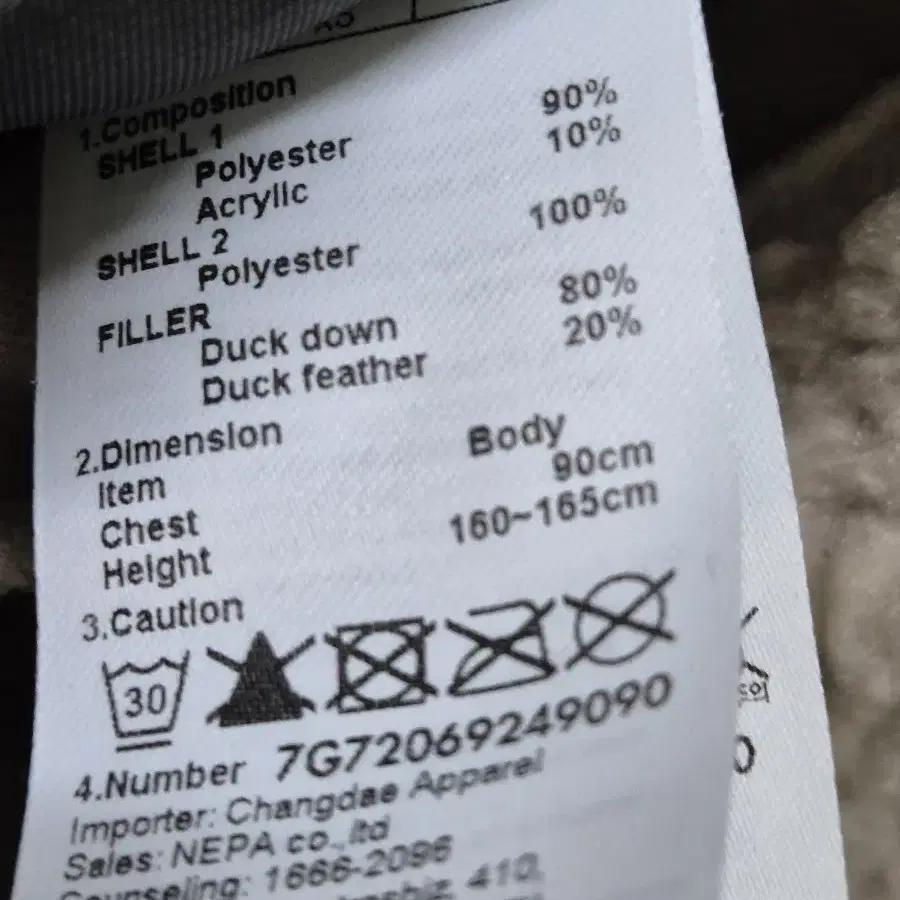 1.Composition
SHELL 1
Polyester 90%
Acrylic 10%
SHELL 2
Polyester 100%
FILLER
Duck down 80%
Duck feather 20%
2.Dimension
Item Body
Chest 90cm
Height 160~165cm
3.Caution
30
4.Number 7G72069249090
Importer: Changdae Apparel
Sales: NEPA co.,ltd
Counseling: 1666-2096
410,